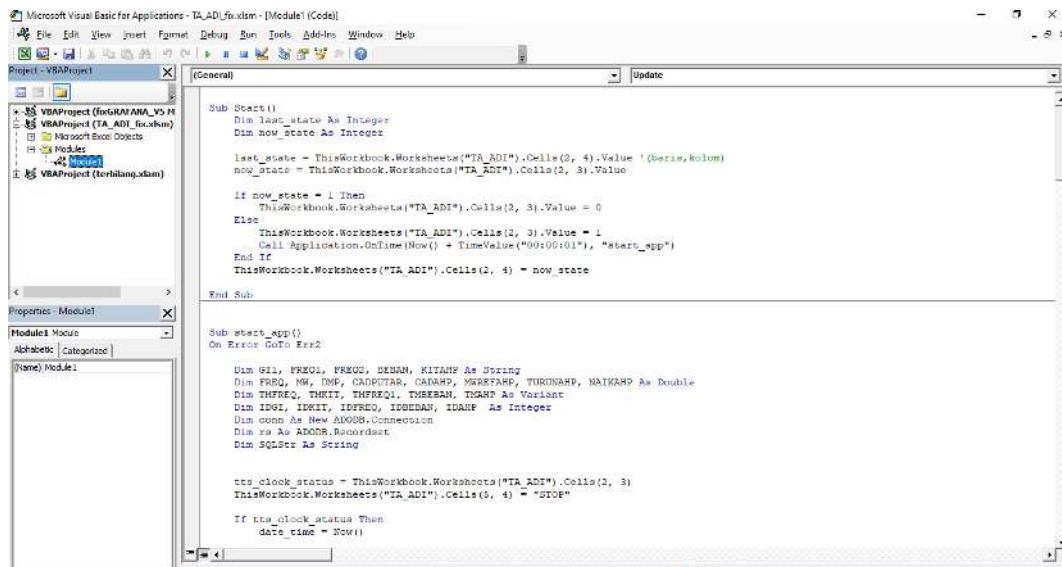 Microsoft Visual Basic for Applications - TA_ADI_fix.xlsm - [Module1 (Code)]
File Edit View Insert Format Debug Run Tools Add-Ins Window Help
Project - VBAProject
VBAProject (fixGRAFANA_V5 M
VBAProject (TA_ADI_fix.xlsm)
Microsoft Excel Objects
Modules
Module1
VBAProject (terbilang.xlam)
Properties - Module1
Module1 Module
Alphabetic Categorized
(Name) Module1
(General) Update
Sub Start()
Dim last_state As Integer
Dim now_state As Integer
last_state = ThisWorkbook.Worksheets("TA_ADI").Cells(2, 4).Value '(baris,kolom)
now_state = ThisWorkbook.Worksheets("TA_ADI").Cells(2, 3).Value
If now_state = 1 Then
ThisWorkbook.Worksheets("TA_ADI").Cells(2, 3).Value = 0
Else
ThisWorkbook.Worksheets("TA_ADI").Cells(2, 3).Value = 1
Call Application.OnTime(Now() + TimeValue("00:00:01"), "start_app")
End If
ThisWorkbook.Worksheets("TA_ADI").Cells(2, 4) = now_state
End Sub
Sub start_app()
On Error GoTo Err2
Dim GI1, FREQ1, FREQ2, BEBAN, KITAHP As String
Dim FREQ, MW, DMP, CADPUTAR, CADAHP, MWREFAHP, TURUNAHP, NAIKAHP As Double
Dim TMFREQ, TMKIT, TMFREQ1, TMBEBAN, TMAHP As Variant
Dim IDGI, IDKIT, IDFREQ, IDBEBAN, IDAHP As Integer
Dim conn As New ADODB.Connection
Dim rs As ADODB.Recordset
Dim SQLStr As String
tts_clock_status = ThisWorkbook.Worksheets("TA_ADI").Cells(2, 3)
ThisWorkbook.Worksheets("TA_ADI").Cells(5, 4) = "STOP"
If tts_clock_status Then
date_time = Now()